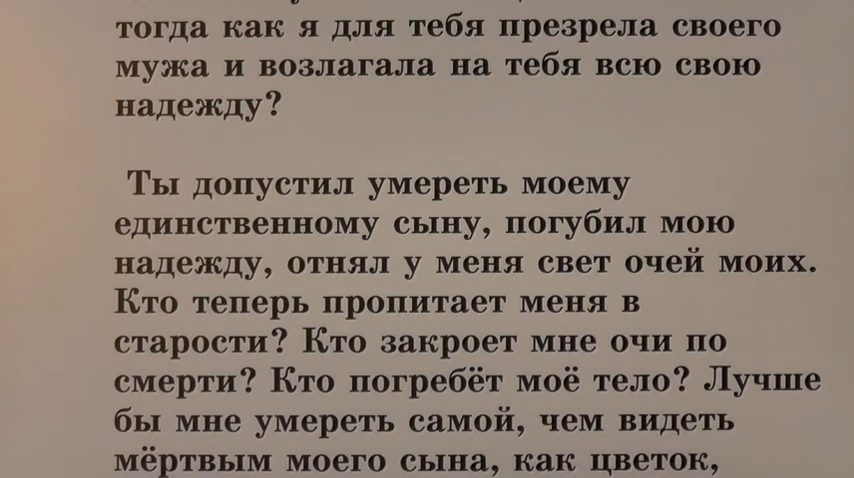 тогда как я для тебя презрела своего
мужа и возлагала на тебя всю свою
надежду?
Ты допустил умереть моему
единственному сыну, погубил мою
надежду, отнял у меня свет очей моих.
Кто теперь пропитает меня в
старости? Кто закроет мне очи по
смерти? Кто погребёт моё тело? Лучше
бы мне умереть самой, чем видеть
мёртвым моего сына, как цветок,